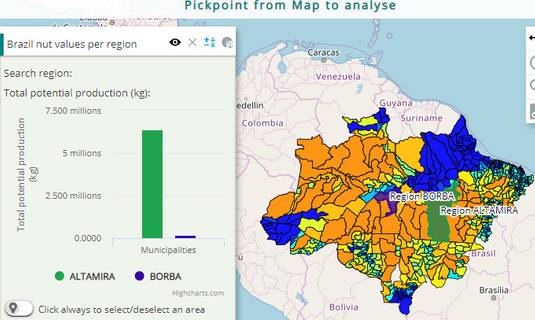 Pickpoint from Map to analyse
Brazil nut values per region
Search region:
Total potential production (kg):
7.500 millions
5 millions
2.500 millions
0.0000
Total potential production
(kg)
Municipalities
ALTAMIRA
BORBA
Highcharts.com
Click always to select/deselect an area
Caracas
Venezuela
Guyana
Suriname
edellin
Colombia
Region BORBA
Region ALTAMIRA
Brasil
Brasília
Bolivia